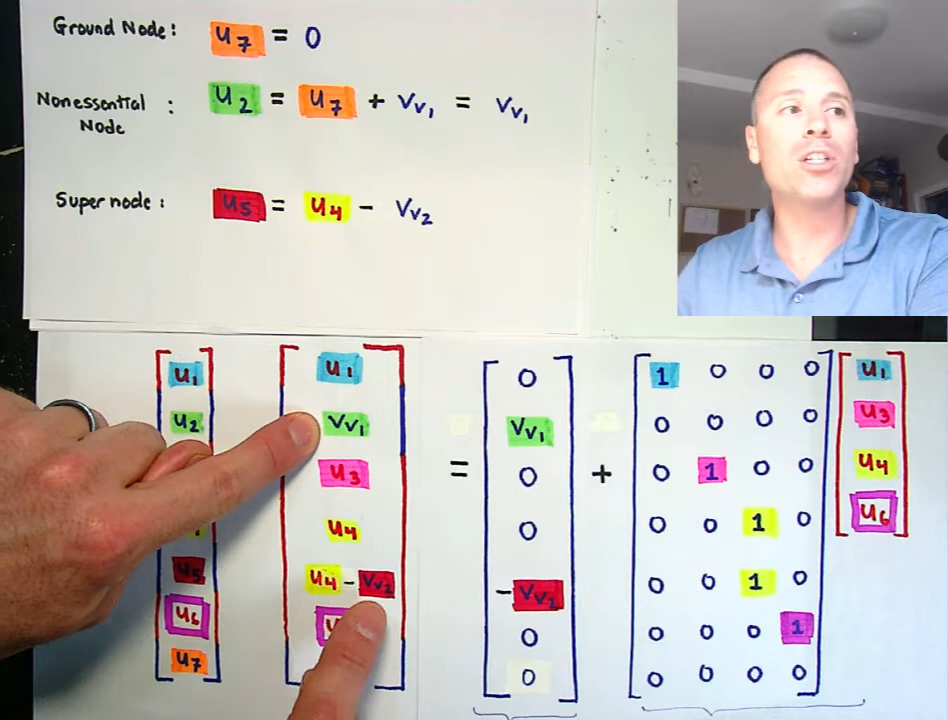 Ground Node: u7 = 0
Nonessential : u2 = u7 + Vv1 = Vv1
Node
Super node: u5 = u4 - Vv2
u1 u1 0 1 0 0 0 u1
u2 Vv1 Vv1 0 0 0 0 u3
u3 = 0 + 0 1 0 0 u4
u4 0 0 0 1 0 u6
u5 u4 - Vv2 - Vv2 0 0 1 0
u6 0 0 0 0 1
u7 0 0 0 0 0